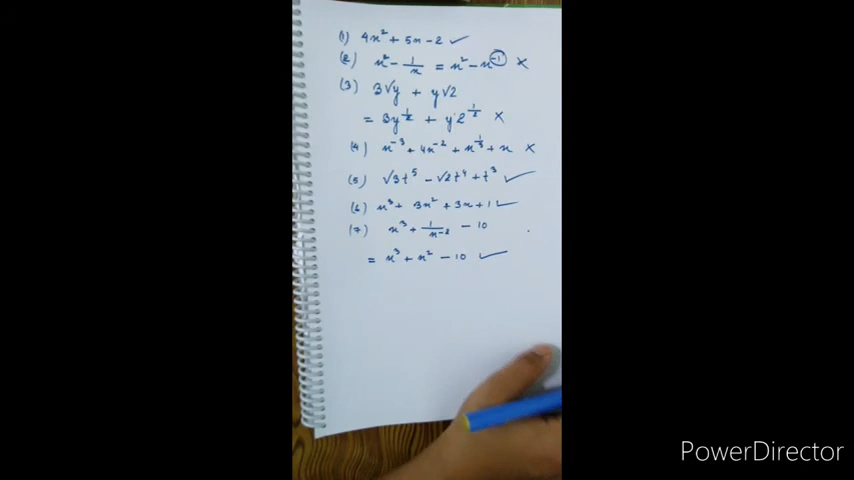 (1) 4x² + 5x - 2 ✓
(2) x² - 1/x = x² - x⁻¹ ×
(3) 3√y + y√2
= 3y^1/2 + y·2^1/2 ×
(4) x⁻³ + 4x⁻² + x^1/3 + x ×
(5) √3t⁵ - √2t⁴ + t³ ✓
(6) x³ + 3x² + 3x + 1 ✓
(7) x³ + 1/x⁻² - 10
= x³ + x² - 10 ✓
PowerDirector